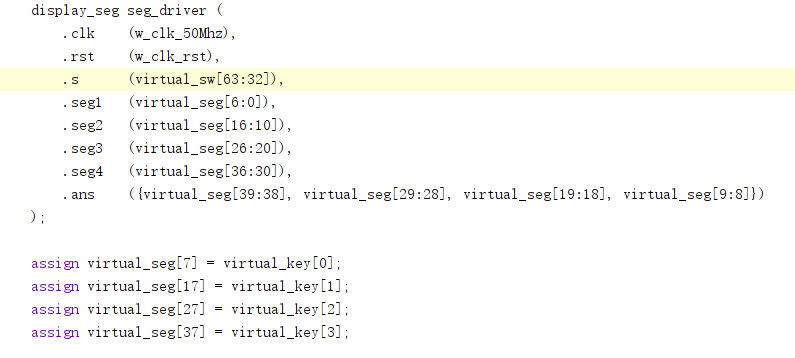 display_seg seg_driver (
    .clk    (w_clk_50Mhz),
    .rst    (w_clk_rst),
    .s      (virtual_sw[63:32]),
    .seg1   (virtual_seg[6:0]),
    .seg2   (virtual_seg[16:10]),
    .seg3   (virtual_seg[26:20]),
    .seg4   (virtual_seg[36:30]),
    .ans    ({virtual_seg[39:38], virtual_seg[29:28], virtual_seg[19:18], virtual_seg[9:8]})
);

assign virtual_seg[7] = virtual_key[0];
assign virtual_seg[17] = virtual_key[1];
assign virtual_seg[27] = virtual_key[2];
assign virtual_seg[37] = virtual_key[3];